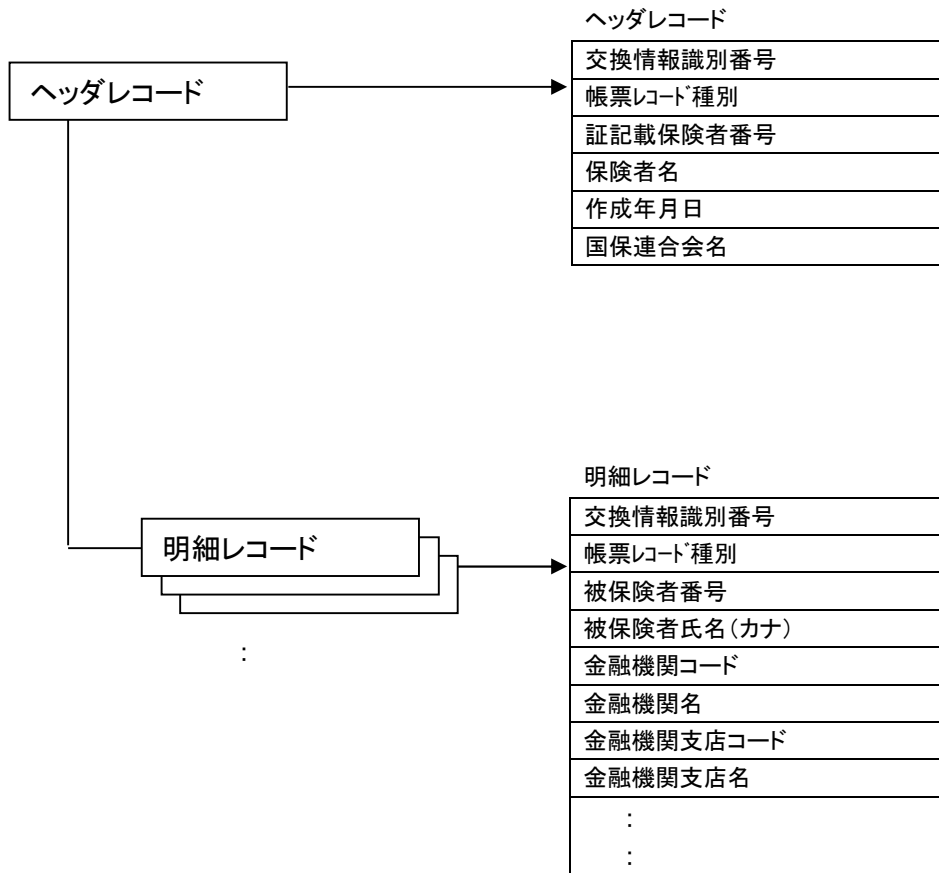 ヘッダレコード
ヘッダレコード
交換情報識別番号
帳票ﾚｺｰﾄﾞ種別
証記載保険者番号
保険者名
作成年月日
国保連合会名
明細レコード
明細レコード
:
交換情報識別番号
帳票ﾚｺｰﾄﾞ種別
被保険者番号
被保険者氏名(カナ)
金融機関コード
金融機関名
金融機関支店コード
金融機関支店名
:
: